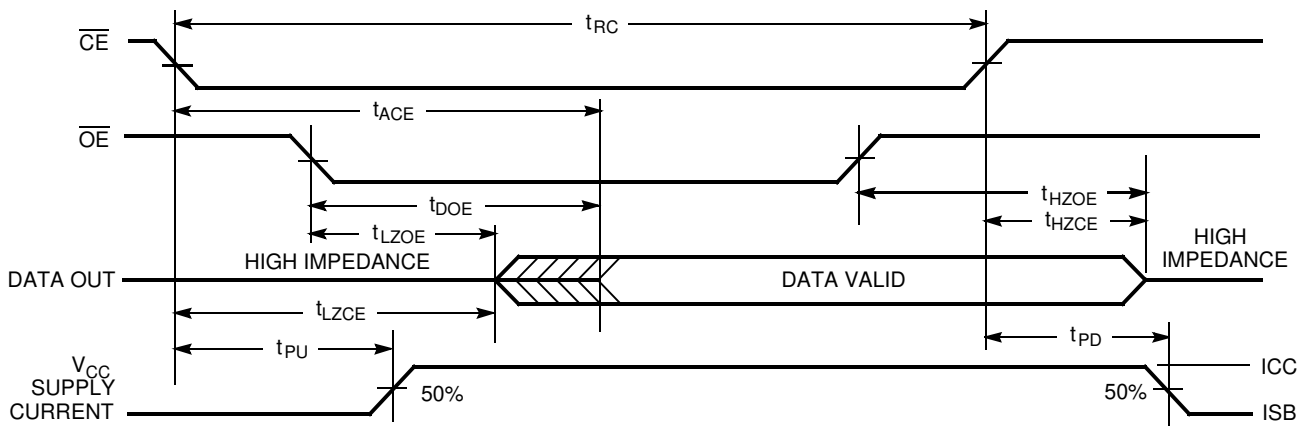 tRC
CE
tACE
OE
tHZOE
tDOE
tHZCE
tLZOE
HIGH
IMPEDANCE
HIGH IMPEDANCE
DATA OUT
DATA VALID
tLZCE
tPU
tPD
VCC
SUPPLY
CURRENT
50%
50%
ICC
ISB